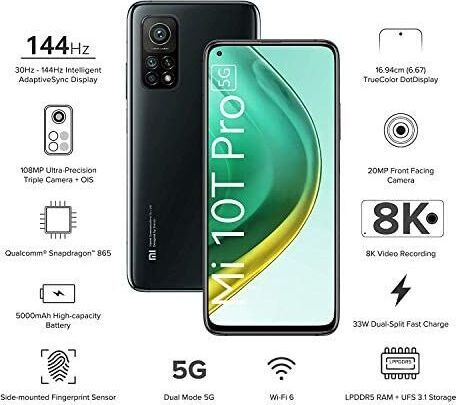 144Hz
30Hz - 144Hz Intelligent
AdaptiveSync Display
108MP Ultra-Precision
Triple Camera + OIS
Qualcomm® Snapdragon™ 865
5000mAh High-capacity
Battery
Side-mounted Fingerprint Sensor
mi
Mi 10T Pro 5G
5G
Dual Mode 5G
Wi-Fi 6
16.94cm (6.67)
TrueColor DotDisplay
20MP Front Facing
Camera
8K
8K Video Recording
33W Dual-Split Fast Charge
LPPDDR5
LPDDR5 RAM + UFS 3.1 Storage